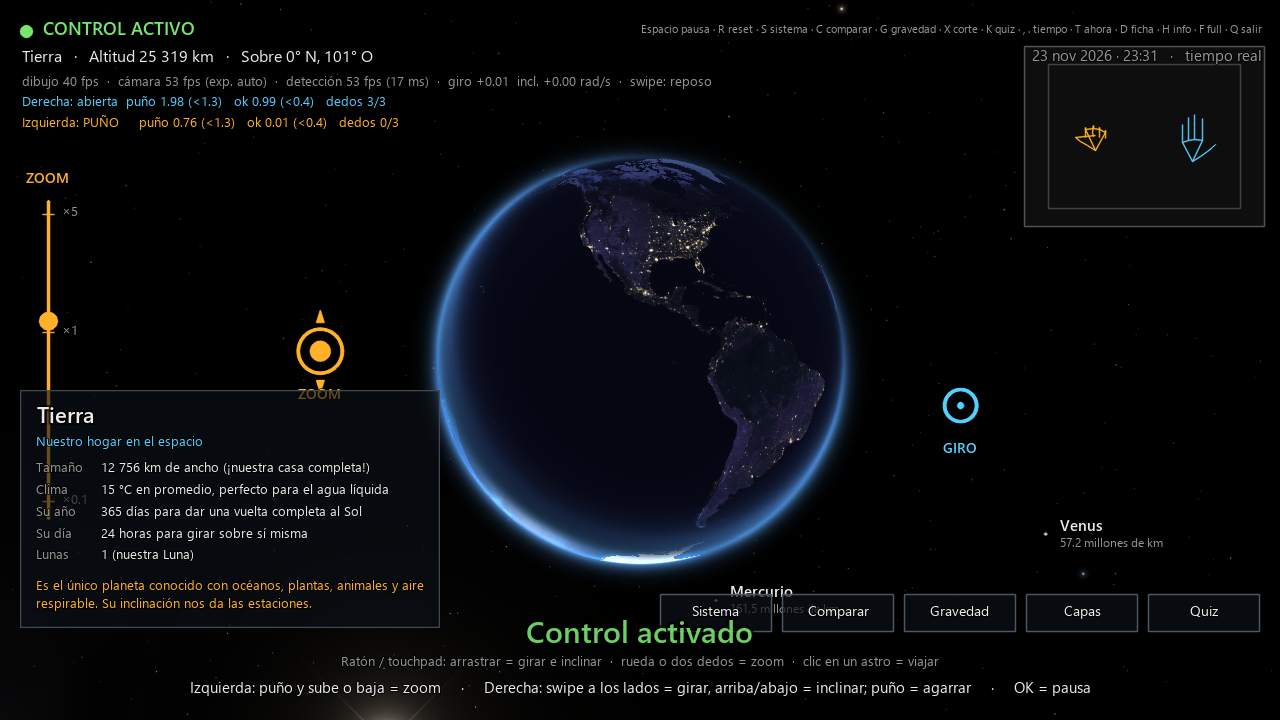 CONTROL ACTIVO
Espacio pausa · R reset · S sistema · C comparar · G gravedad · X corte · K quiz · , . tiempo · T ahora · D ficha · H info · F full · Q salir
Tierra · Altitud 25 319 km · Sobre 0° N, 101° O
23 nov 2026 · 23:31 · tiempo real
dibujo 40 fps · cámara 53 fps (exp. auto) · detección 53 fps (17 ms) · giro +0.01 incl. +0.00 rad/s · swipe: reposo
Derecha: abierta puño 1.98 (<1.3) ok 0.99 (<0.4) dedos 3/3
Izquierda: PUÑO puño 0.76 (<1.3) ok 0.01 (<0.4) dedos 0/3
ZOOM
×5
×1
×0.1
ZOOM
GIRO
Tierra
Nuestro hogar en el espacio
Tamaño 12 756 km de ancho (¡nuestra casa completa!)
Clima 15 °C en promedio, perfecto para el agua líquida
Su año 365 días para dar una vuelta completa al Sol
Su día 24 horas para girar sobre sí misma
Lunas 1 (nuestra Luna)
Es el único planeta conocido con océanos, plantas, animales y aire
respirable. Su inclinación nos da las estaciones.
Venus
57.2 millones de km
Mercurio
161.5 millones de km
Sistema
Comparar
Gravedad
Capas
Quiz
Control activado
Ratón / touchpad: arrastrar = girar e inclinar · rueda o dos dedos = zoom · clic en un astro = viajar
Izquierda: puño y sube o baja = zoom · Derecha: swipe a los lados = girar, arriba/abajo = inclinar; puño = agarrar · OK = pausa